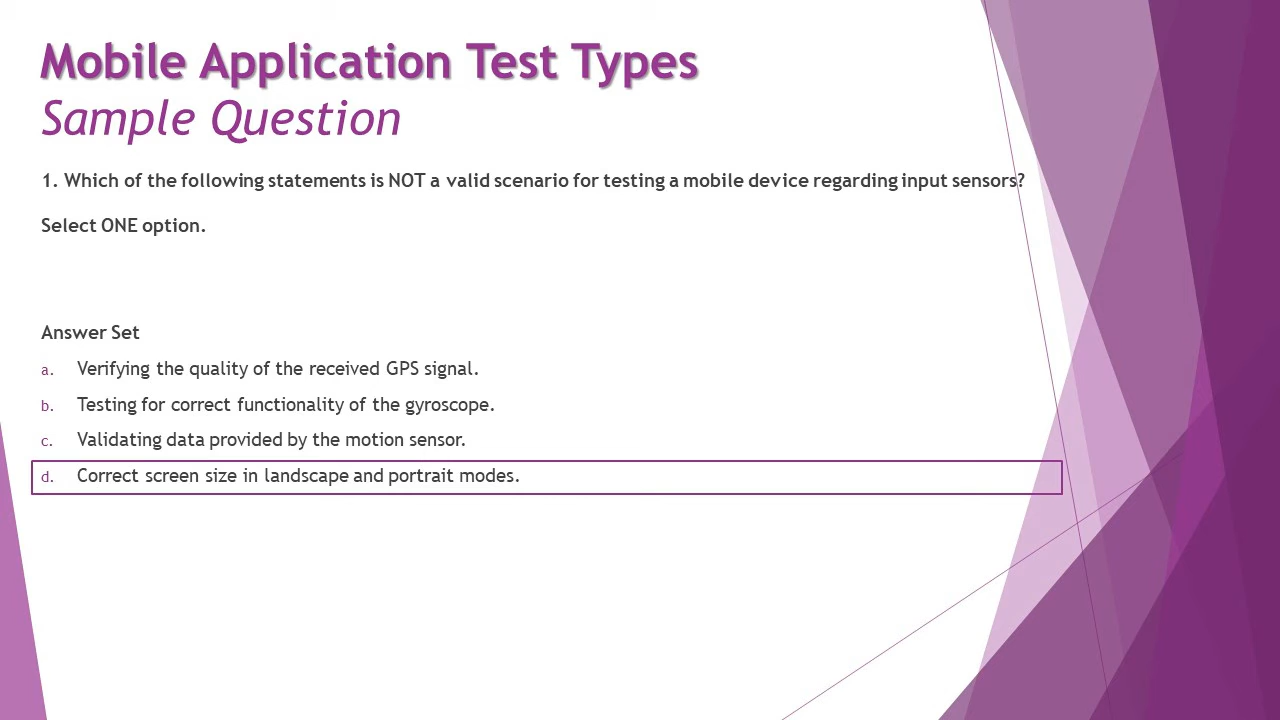 Mobile Application Test Types
Sample Question
1. Which of the following statements is NOT a valid scenario for testing a mobile device regarding input sensors?
Select ONE option.
Answer Set
a. Verifying the quality of the received GPS signal.
b. Testing for correct functionality of the gyroscope.
c. Validating data provided by the motion sensor.
d. Correct screen size in landscape and portrait modes.